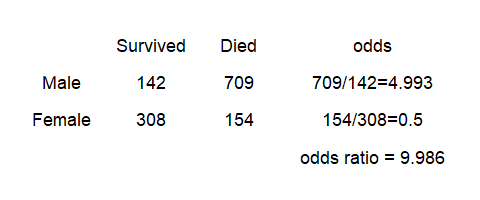 Survived Died odds
Male 142 709 709/142=4.993
Female 308 154 154/308=0.5
odds ratio = 9.986